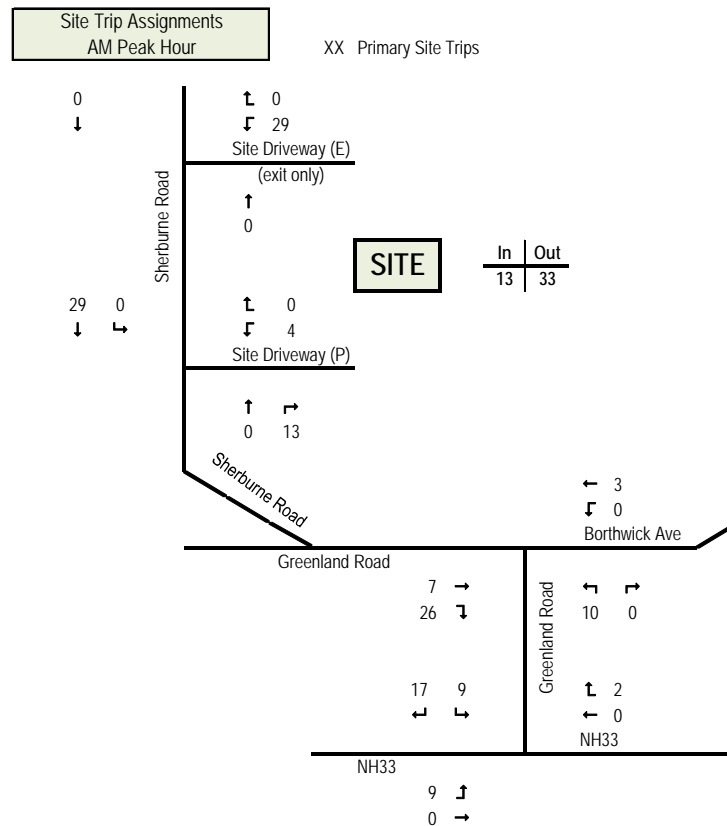 Site Trip Assignments
AM Peak Hour
XX Primary Site Trips
0
↓
↱ 0
↰ 29
Site Driveway (E)
(exit only)
↑
0
Sherburne Road
SITE
In Out
13 33
29 0
↓ ↳
0
4
Site Driveway (P)
↑ ↱
0 13
Sherburne Road
← 3
0
Borthwick Ave
Greenland Road
7 →
26
Greenland Road
↰ ↱
10 0
17 9
↵ ↳
2
← 0
NH33
NH33
9
0 →